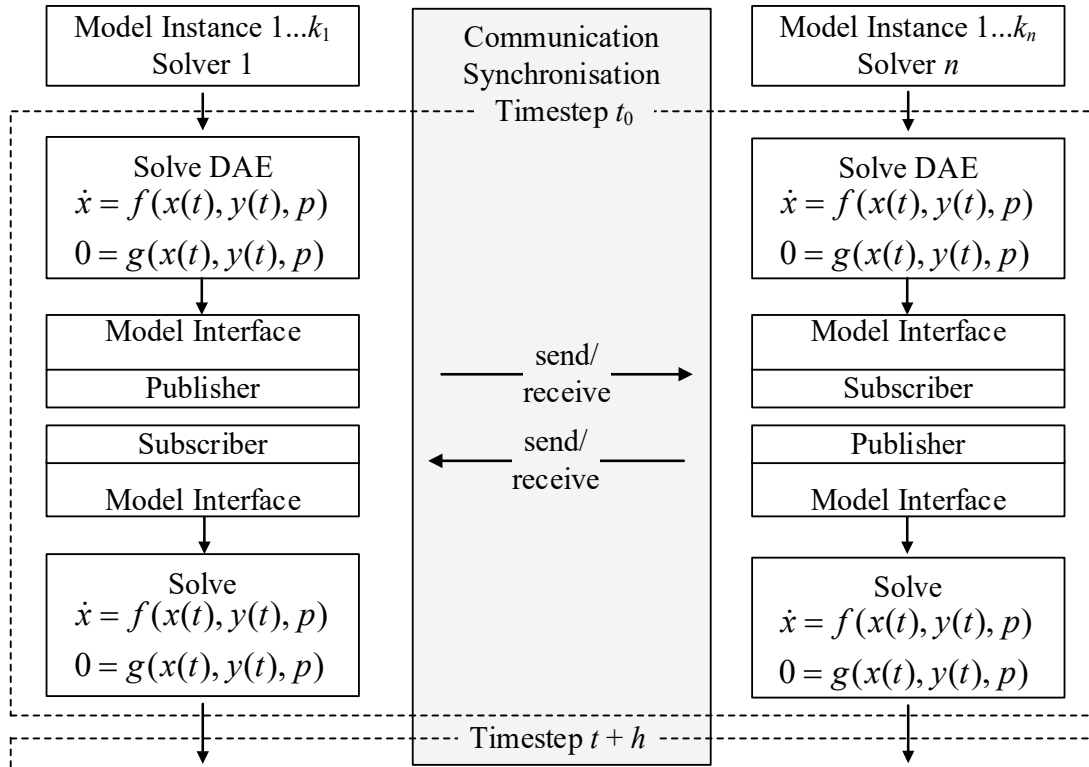 Model Instance 1...k₁
Solver 1
Solve DAE
ẋ = f(x(t), y(t), p)
0 = g(x(t), y(t), p)
Model Interface
Publisher
Subscriber
Model Interface
Solve
ẋ = f(x(t), y(t), p)
0 = g(x(t), y(t), p)
Communication
Synchronisation
Timestep t₀
send/
receive
send/
receive
Timestep t + h
Model Instance 1...kₙ
Solver n
Solve DAE
ẋ = f(x(t), y(t), p)
0 = g(x(t), y(t), p)
Model Interface
Subscriber
Publisher
Model Interface
Solve
ẋ = f(x(t), y(t), p)
0 = g(x(t), y(t), p)